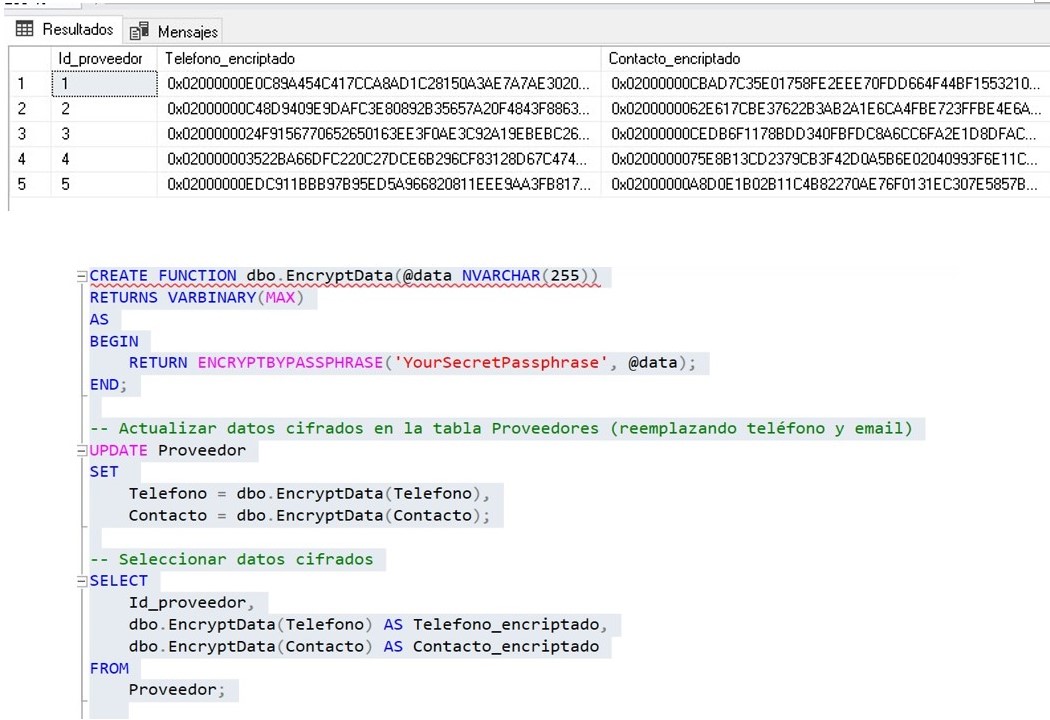 Resultados Mensajes
Id_proveedor Telefono_encriptado Contacto_encriptado
1 1 0x02000000E0C89A454C417CCA8AD1C28150A3AE7A7AE3020... 0x02000000CBAD7C35E01758FE2EEE70FDD664F44BF1553210...
2 2 0x02000000C48D9409E9DAFC3E80892B35657A20F4843F8863... 0x0200000062E617CBE37622B3AB2A1E6CA4FBE723FFBE4E6A...
3 3 0x0200000024F9156770652650163EE3F0AE3C92A19EBEBC26... 0x02000000CEDB6F1178BDD340FBFDC8A6CC6FA2E1D8DFAC...
4 4 0x020000003522BA66DFC220C27DCE6B296CF83128D67C474... 0x0200000075E8B13CD2379CB3F42D0A5B6E02040993F6E11C...
5 5 0x02000000EDC911BBB97B95ED5A966820811EEE9AA3FB817... 0x02000000A8D0E1B02B11C4B82270AE76F0131EC307E5857B...
CREATE FUNCTION dbo.EncryptData(@data NVARCHAR(255))
RETURNS VARBINARY(MAX)
AS
BEGIN
RETURN ENCRYPTBYPASSPHRASE('YourSecretPassphrase', @data);
END;
-- Actualizar datos cifrados en la tabla Proveedores (reemplazando teléfono y email)
UPDATE Proveedor
SET
Telefono = dbo.EncryptData(Telefono),
Contacto = dbo.EncryptData(Contacto);
-- Seleccionar datos cifrados
SELECT
Id_proveedor,
dbo.EncryptData(Telefono) AS Telefono_encriptado,
dbo.EncryptData(Contacto) AS Contacto_encriptado
FROM
Proveedor;